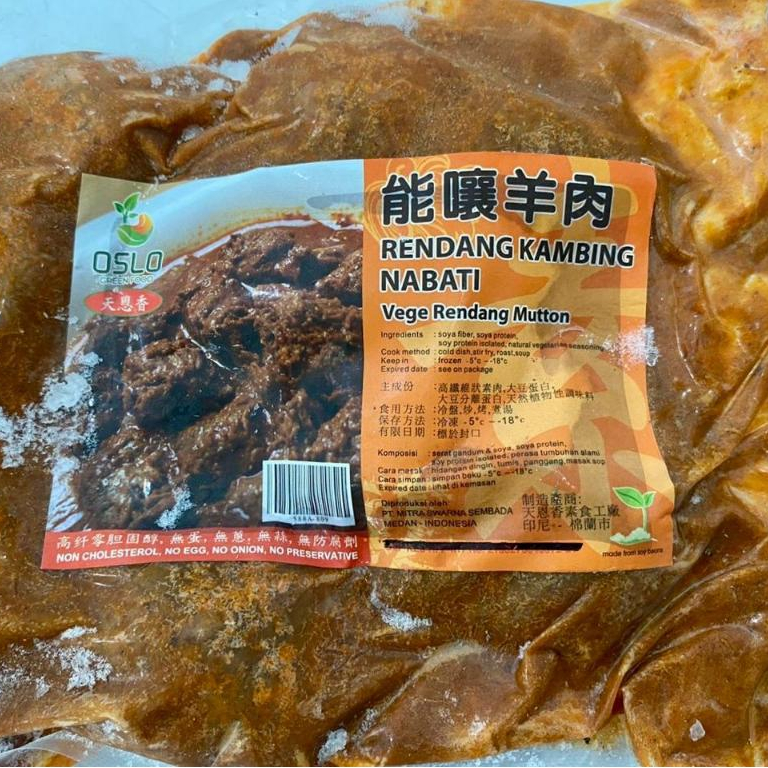 OSLO
GREEN FOOD
天恩香
能嚷羊肉
RENDANG KAMBING
NABATI
Vege Rendang Mutton
Ingredients : soya fiber, soya protein,
soy protein isolated, natural vegetarian seasoning
Cook method : cold dish,stir fry, roast,soup
Keep in : frozen -5°c ~ -18°c
Expired date : see on package
主成份 :高纖維狀素肉,大豆蛋白,
大豆分離蛋白,天然植物性調味料
食用方法 :冷盤,炒,烤,煮湯
保存方法 :冷凍 -5°c ~ -18°c
有限日期 :標於封口
Komposisi : serat gandum & soya, soya protein,
soy protein isolated, perasa tumbuhan alami
Cara masak : hidangan dingin, tumis, panggang,masak sop
Cara simpan : simpan beku -5°c ~ -18°c
Expired date : lihat di kemasan
Diproduksi oleh:
PT. MITRA SWARNA SEMBADA
MEDAN - INDONESIA
制造產商:
天恩香素食工廠
印尼-- 棉蘭市
made from soy beans
高纤零胆固醇, 無蛋, 無蔥, 無蒜, 無防腐劑
NON CHOLESTEROL, NO EGG, NO ONION, NO PRESERVATIVE